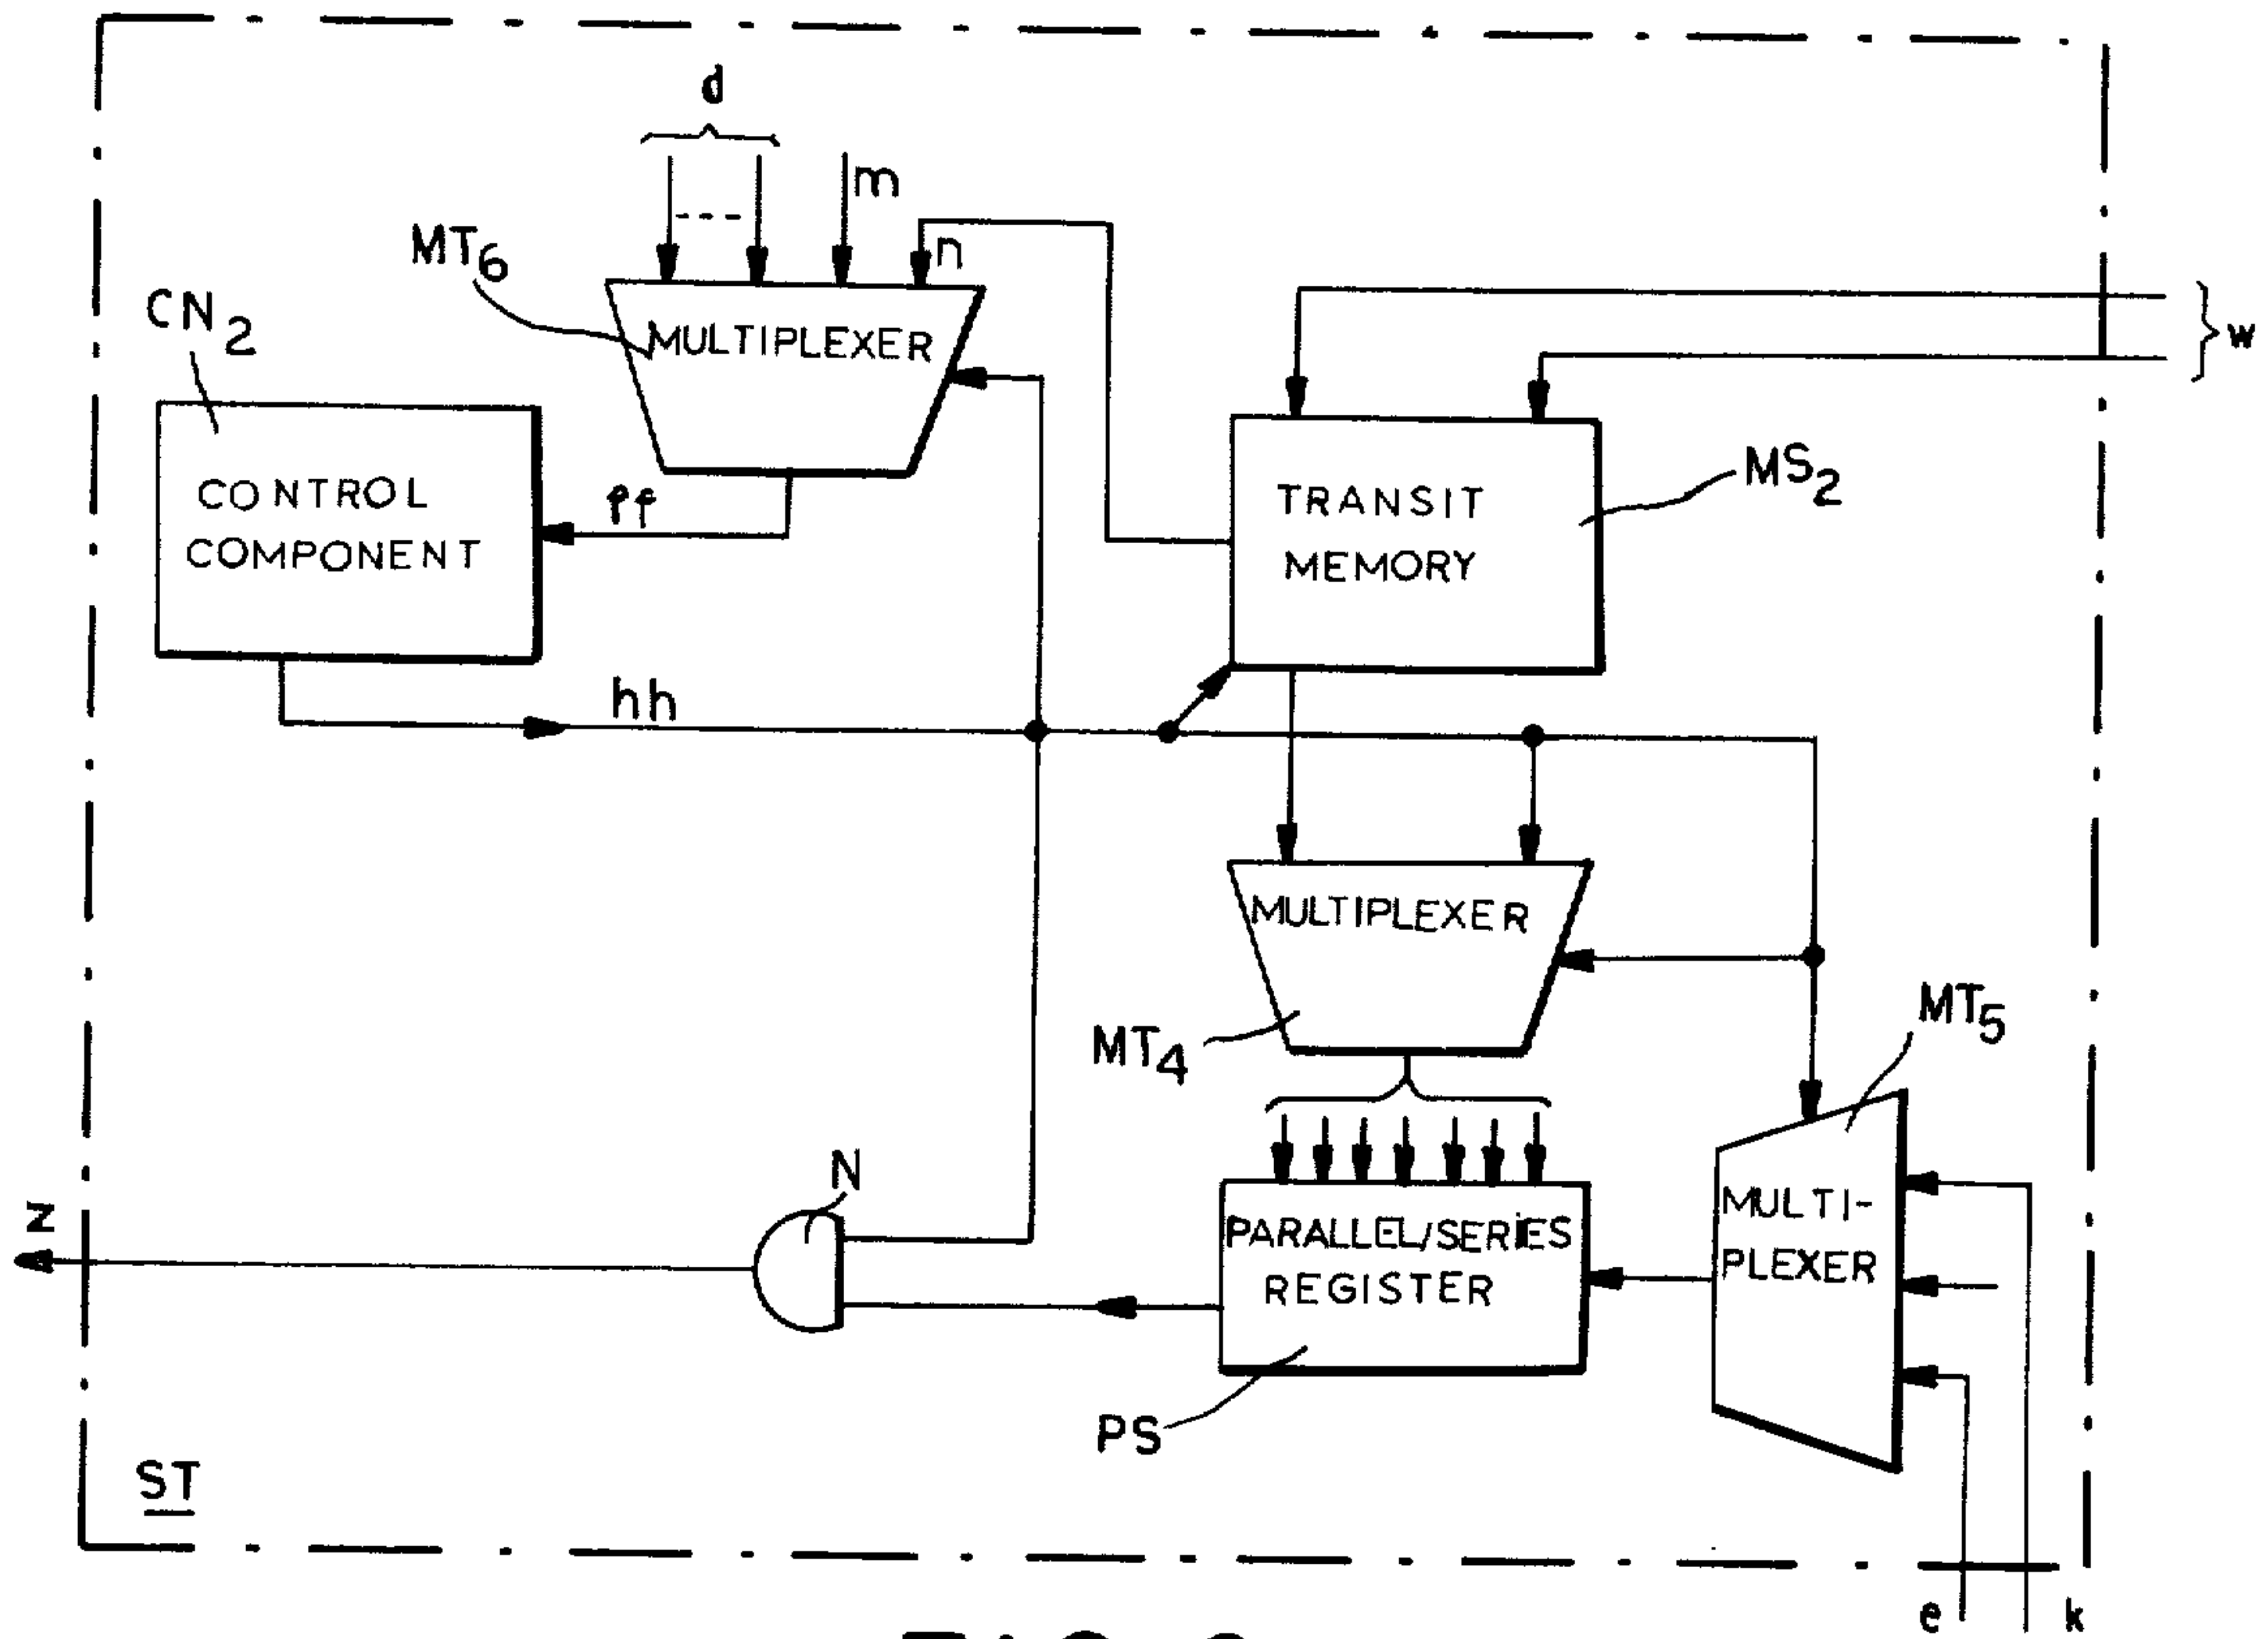 d
m
n
MT6
CN2
MULTIPLEXER
w
MS2
CONTROL
COMPONENT
TRANSIT
MEMORY
ff
hh
MULTIPLEXER
MT4
MT5
N
z
MULTI-
PLEXER
PARALLEL/SERIES
REGISTER
PS
ST
e
k